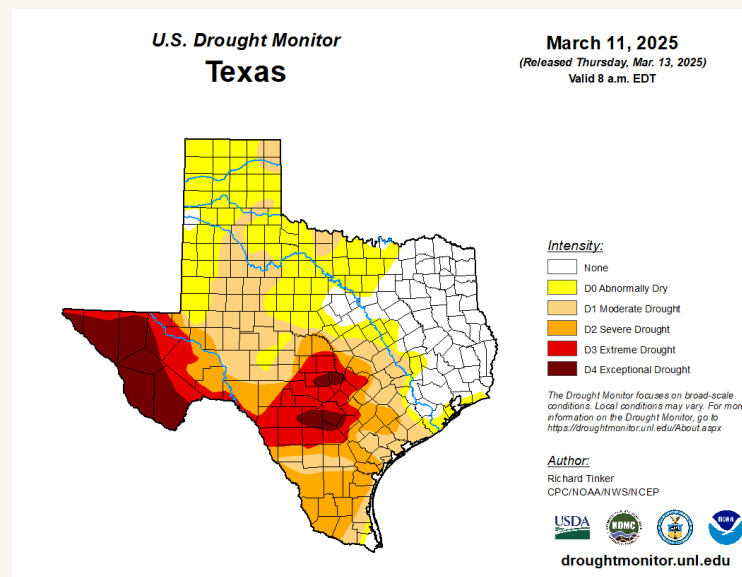 U.S. Drought Monitor
Texas
March 11, 2025
(Released Thursday, Mar. 13, 2025)
Valid 8 a.m. EDT
Intensity:
None
D0 Abnormally Dry
D1 Moderate Drought
D2 Severe Drought
D3 Extreme Drought
D4 Exceptional Drought
The Drought Monitor focuses on broad-scale
conditions. Local conditions may vary. For more
information on the Drought Monitor, go to
https://droughtmonitor.unl.edu/About.aspx
Author:
Richard Tinker
CPC/NOAA/NWS/NCEP
USDA
NDMC
NOAA
droughtmonitor.unl.edu